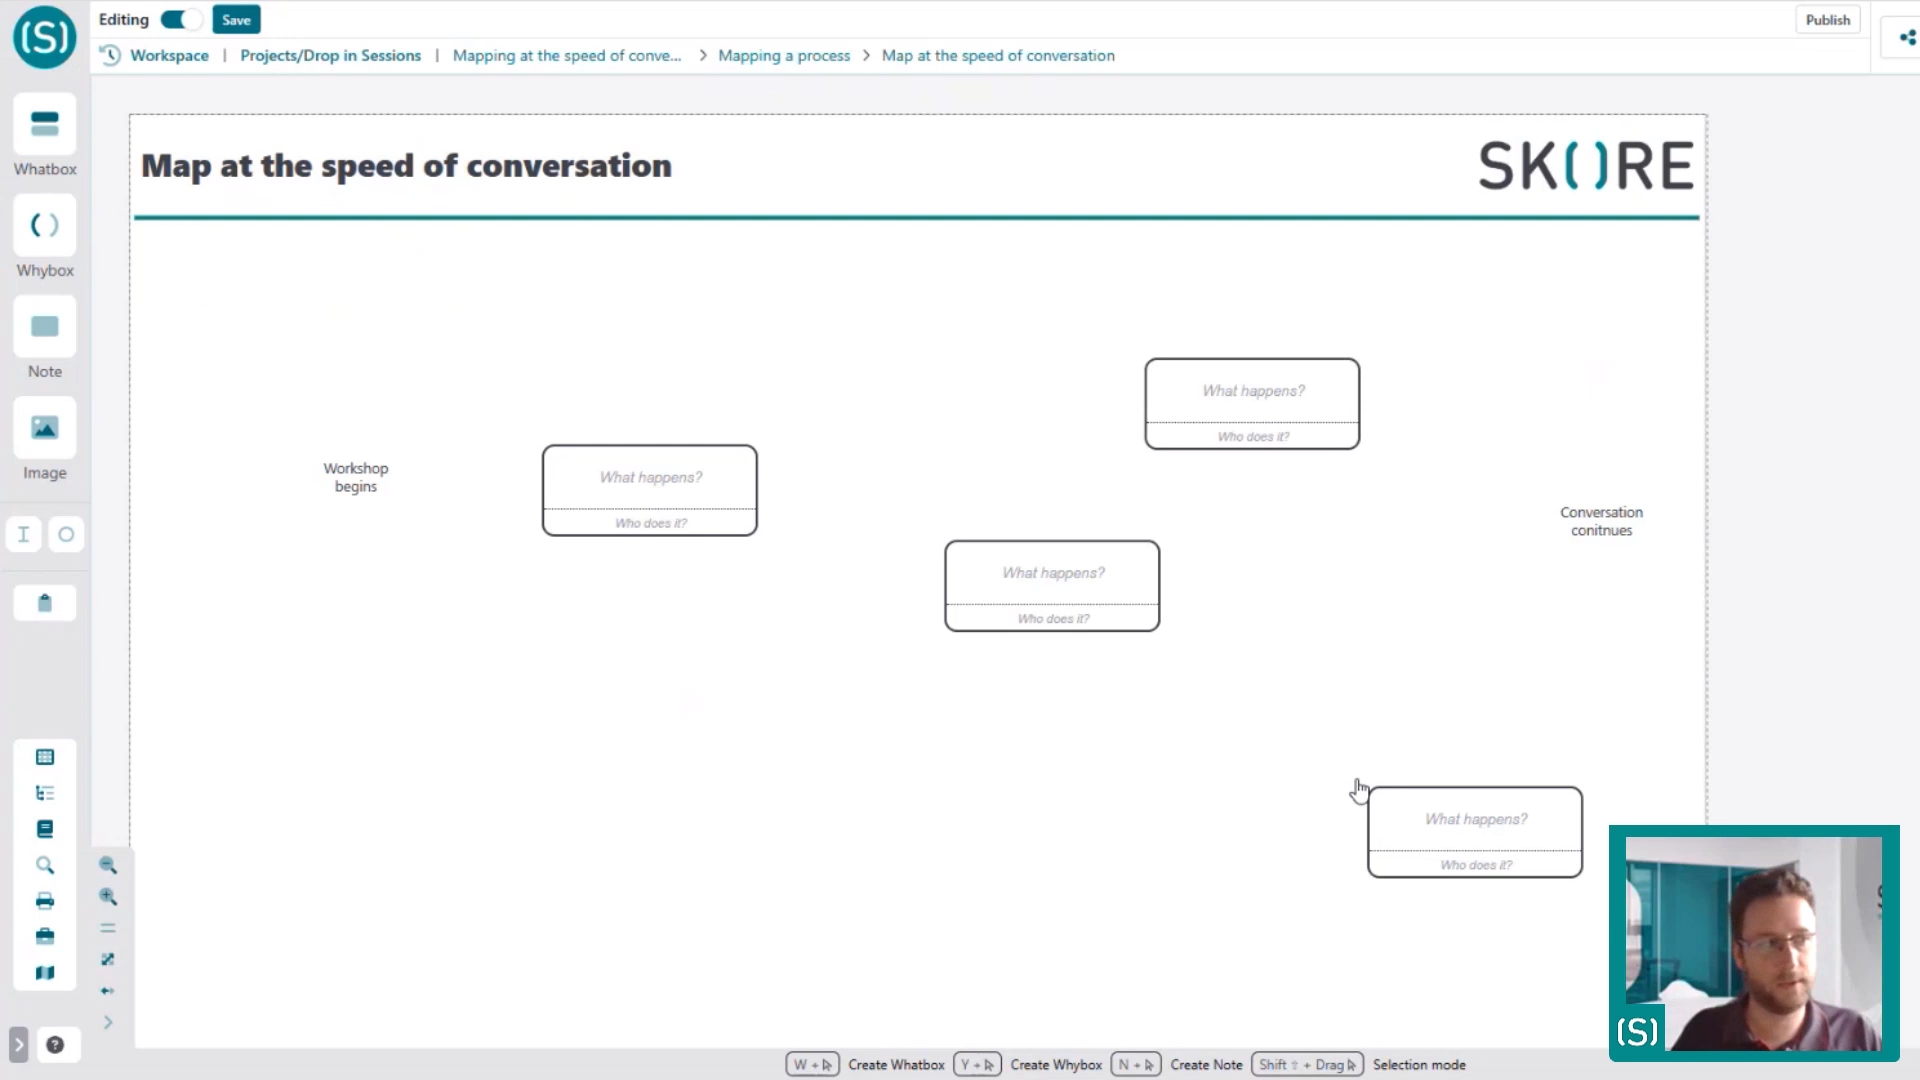 (S)
Editing
Save
Publish
Workspace | Projects/Drop in Sessions | Mapping at the speed of conve... > Mapping a process > Map at the speed of conversation
Whatbox
Whybox
Note
Image
Map at the speed of conversation
SK()RE
What happens?
Who does it?
Workshop
begins
What happens?
Who does it?
Conversation
conitnues
What happens?
Who does it?
What happens?
Who does it?
(S)
W + Create Whatbox
Y + Create Whybox
N + Create Note
Shift ⇧ + Drag Selection mode